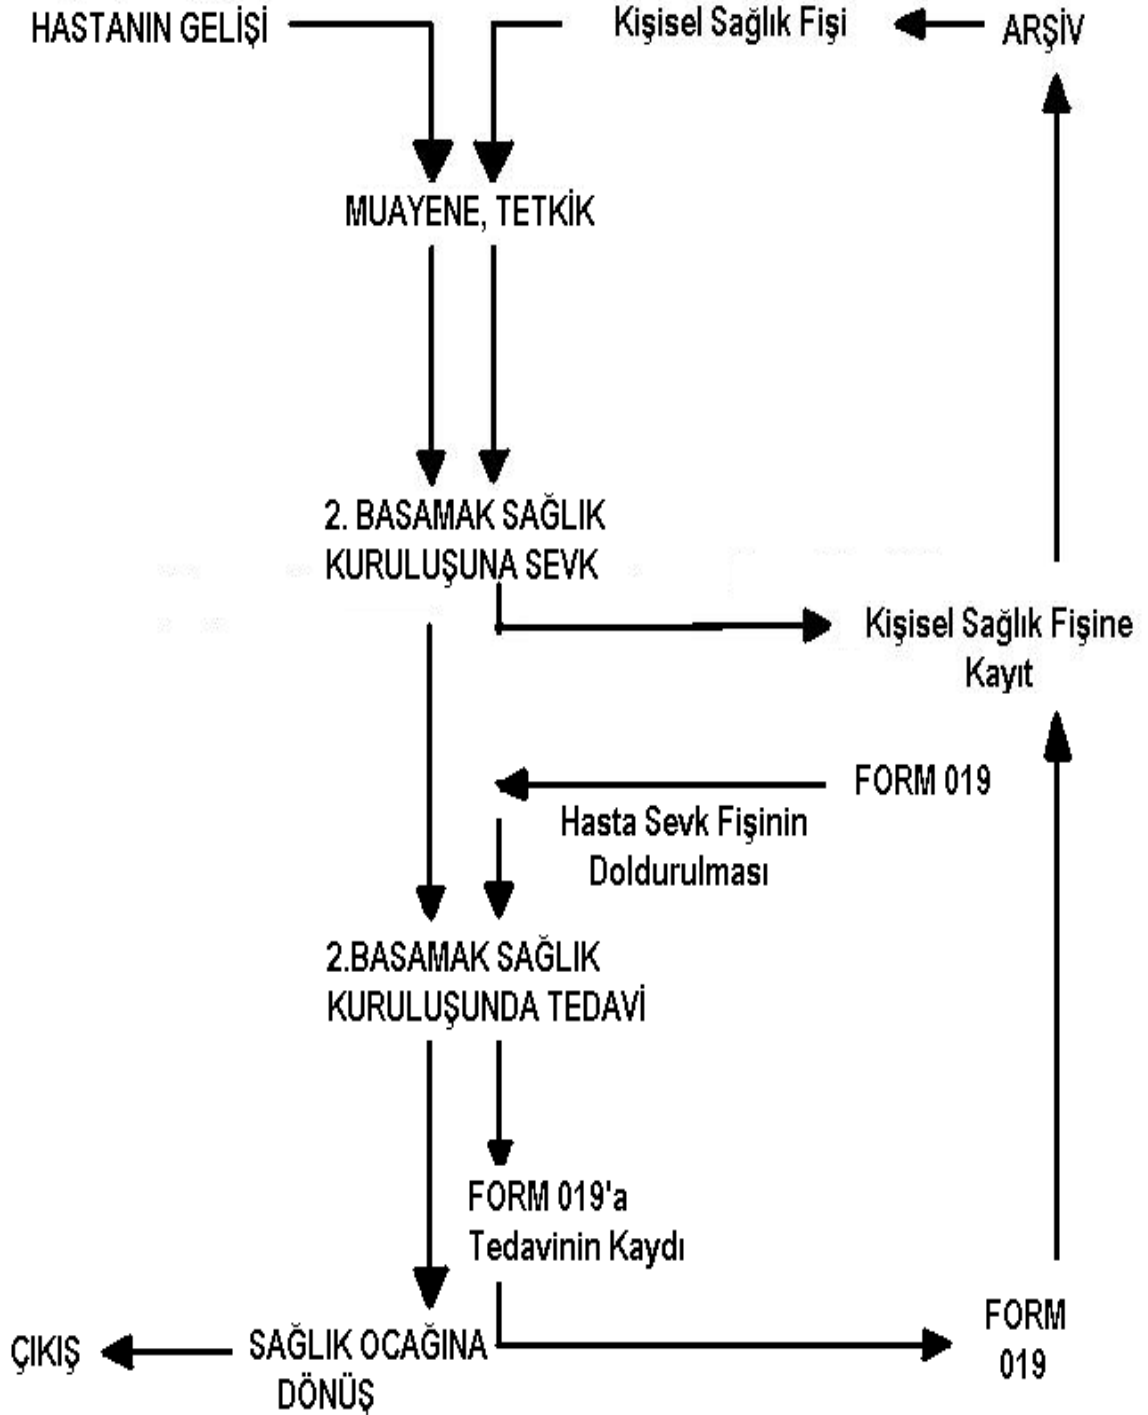 HASTANIN GELİŞİ
Kişisel Sağlık Fişi
ARŞİV
MUAYENE, TETKİK
2. BASAMAK SAĞLIK
KURULUŞUNA SEVK
Kişisel Sağlık Fişine
Kayıt
FORM 019
Hasta Sevk Fişinin
Doldurulması
2.BASAMAK SAĞLIK
KURULUŞUNDA TEDAVİ
FORM 019'a
Tedavinin Kaydı
FORM
019
SAĞLIK OCAĞINA
DÖNÜŞ
ÇIKIŞ